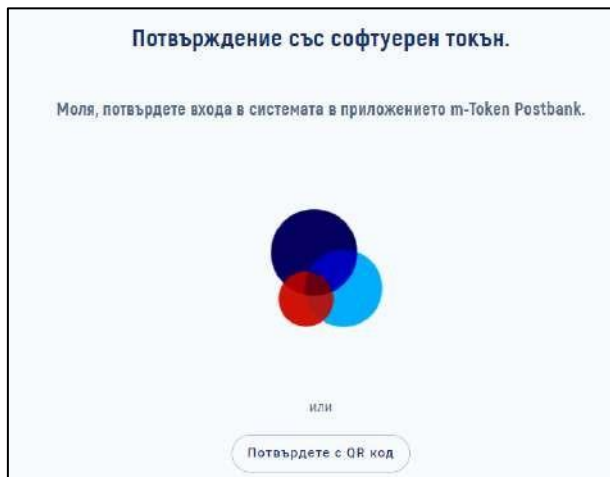 Потвърждение със софтуерен токън.
Моля, потвърдете входа в системата в приложението m-Token Postbank.
или
Потвърдете с QR код